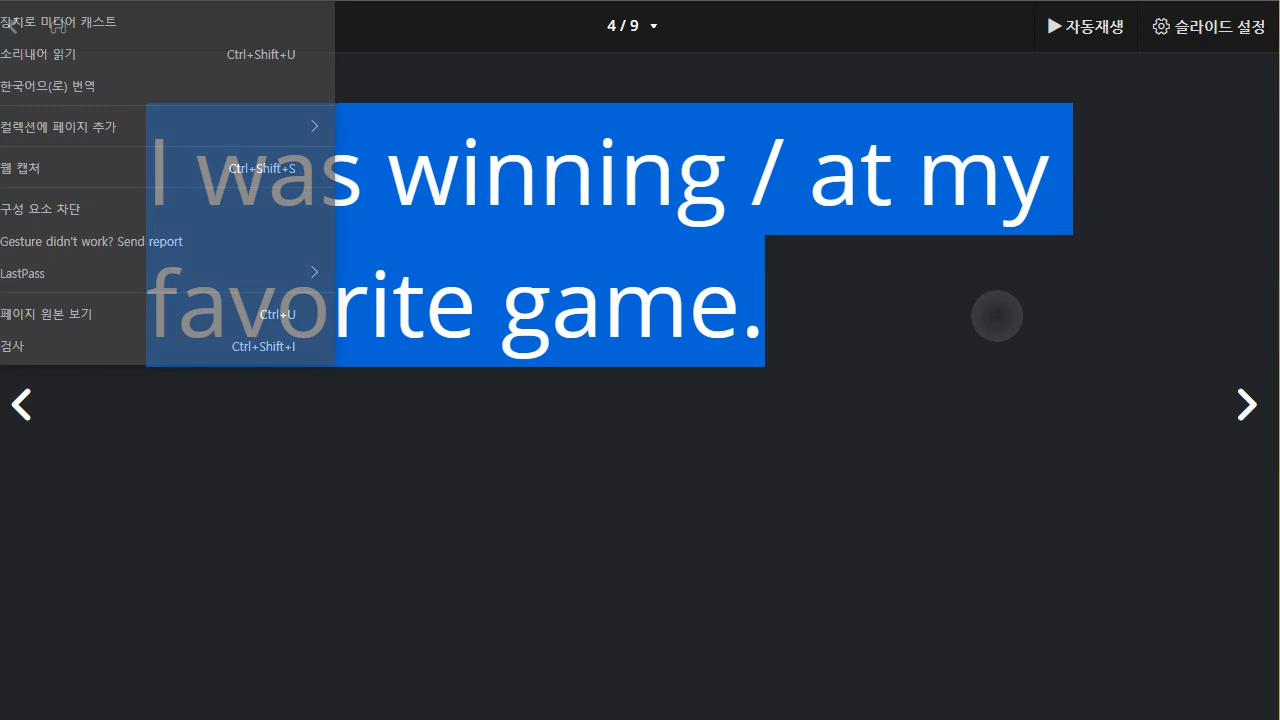 장치로 미디어 캐스트
4 / 9
자동재생
슬라이드 설정
소리내어 읽기 Ctrl+Shift+U
한국어으(로) 번역
컬렉션에 페이지 추가
웹 캡처 Ctrl+Shift+S
구성 요소 차단
Gesture didn't work? Send report
LastPass
페이지 원본 보기 Ctrl+U
검사 Ctrl+Shift+I
I was winning / at my
favorite game.